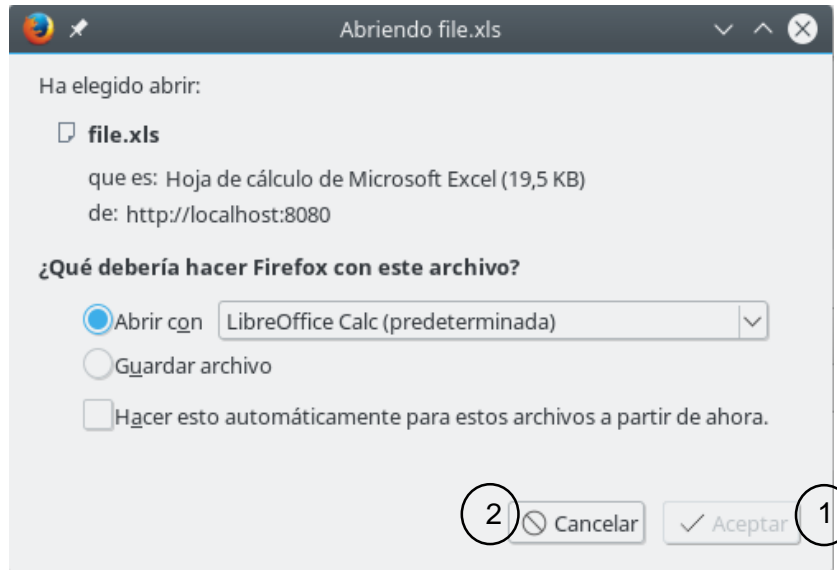 Abriendo file.xls
Ha elegido abrir:
file.xls
que es: Hoja de cálculo de Microsoft Excel (19,5 KB)
de: http://localhost:8080
¿Qué debería hacer Firefox con este archivo?
Abrir con LibreOffice Calc (predeterminada)
Guardar archivo
Hacer esto automáticamente para estos archivos a partir de ahora.
2 Cancelar Aceptar 1